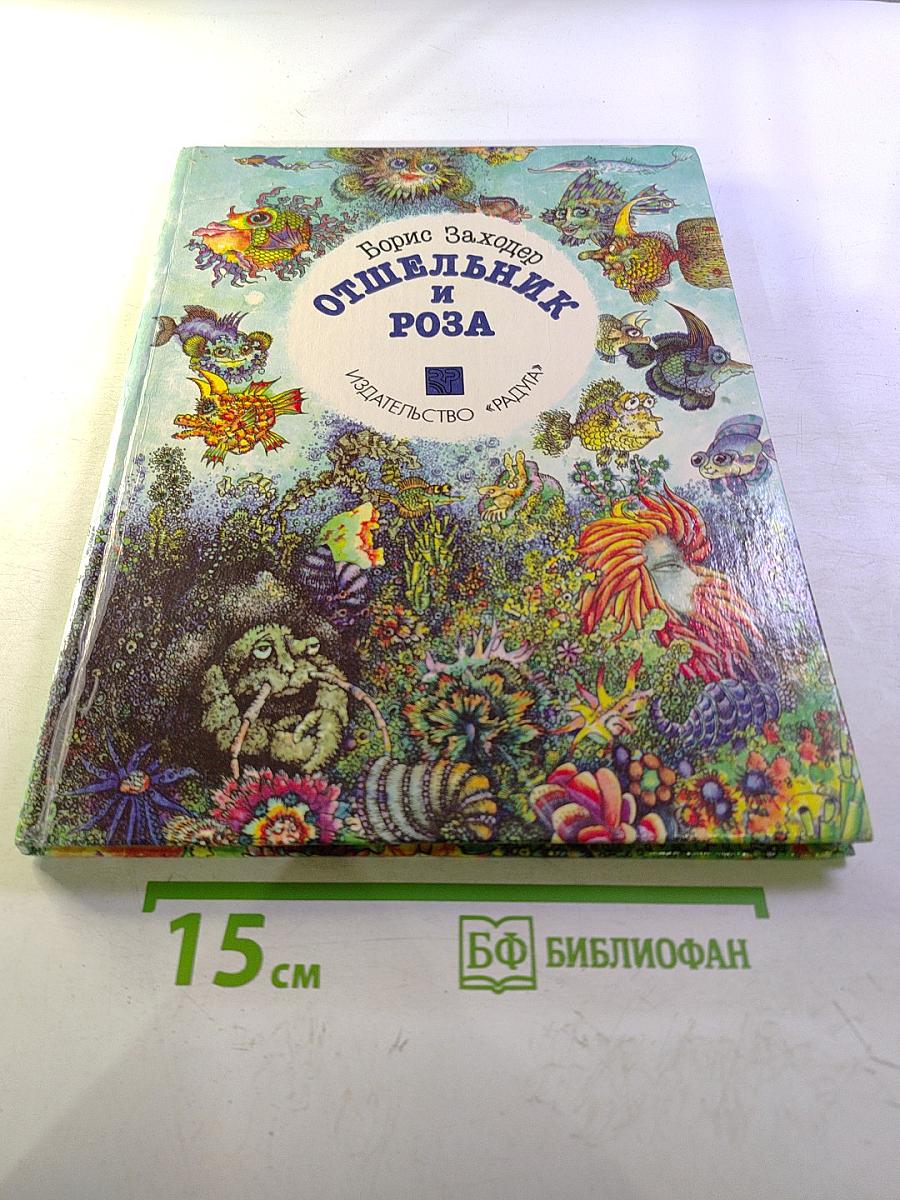 Борис Заходер
ОТШЕЛЬНИК
И
РОЗА
ИЗДАТЕЛЬСТВО «РАДУГА»
15 см
БФ БИБЛИОФАН